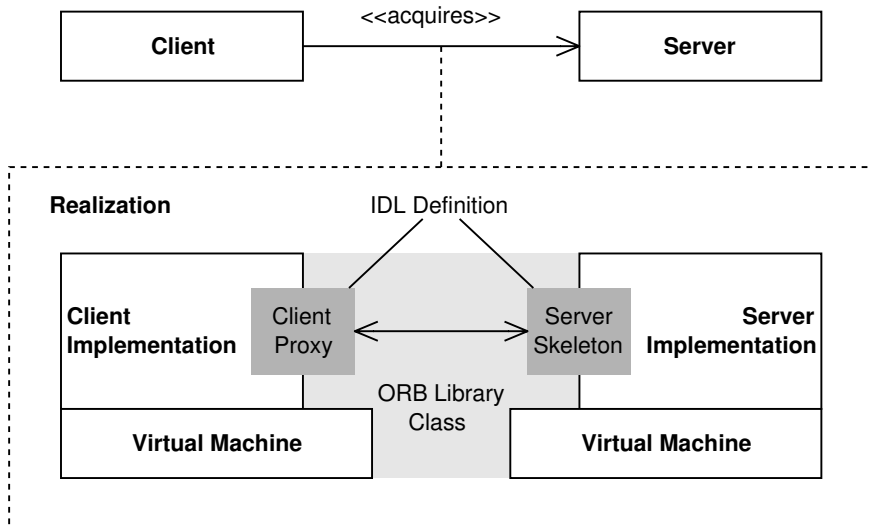 <<acquires>>
Client
Server
Realization
IDL Definition
Client
Implementation
Client
Proxy
Server
Skeleton
Server
Implementation
ORB Library
Class
Virtual Machine
Virtual Machine